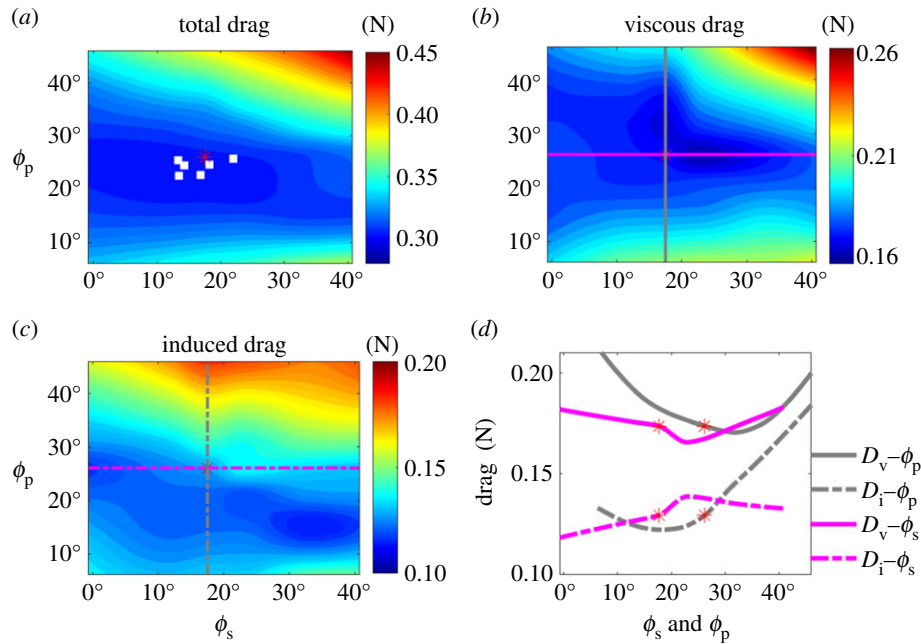 (a) total drag (N)
0.45
0.40
0.35
0.30
40°
30°
ϕp
20°
10°
0° 10° 20° 30° 40°
(b) viscous drag (N)
0.26
0.21
0.16
40°
30°
20°
10°
0° 10° 20° 30° 40°
(c) induced drag (N)
0.20
0.15
0.10
40°
30°
ϕp
20°
10°
0° 10° 20° 30° 40°
ϕs
(d)
0.20
drag (N)
0.15
0.10
0° 10° 20° 30° 40°
ϕs and ϕp
Dv–ϕp
Di–ϕp
Dv–ϕs
Di–ϕs